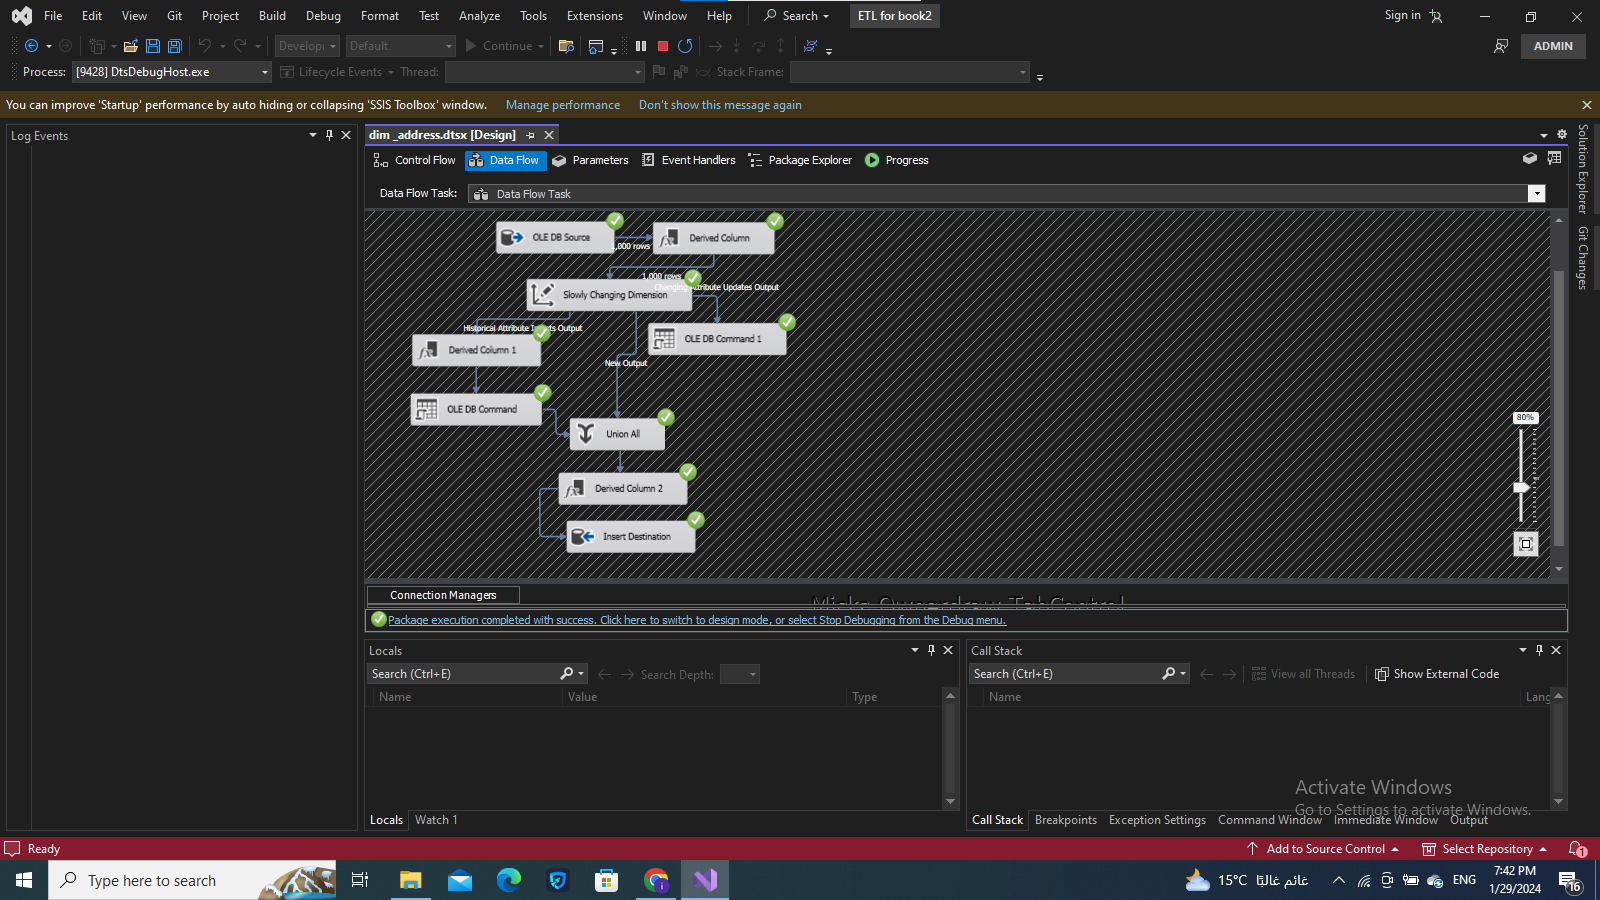 File Edit View Git Project Build Debug Format Test Analyze Tools Extensions Window Help Search ETL for book2 Sign in
Develop Default Continue ADMIN
Process: [9428] DtsDebugHost.exe Lifecycle Events Thread: Stack Frame:
You can improve 'Startup' performance by auto hiding or collapsing 'SSIS Toolbox' window. Manage performance Don't show this message again
Log Events
dim _address.dtsx [Design]
Control Flow Data Flow Parameters Event Handlers Package Explorer Progress
Data Flow Task: Data Flow Task
Solution Explorer
Git Changes
OLE DB Source
1,000 rows
Derived Column
1,000 rows
Changing Attribute Updates Output
Slowly Changing Dimension
Historical Attribute Inserts Output
OLE DB Command 1
Derived Column 1
New Output
OLE DB Command
Union All
Derived Column 2
Insert Destination
80%
Connection Managers
Misks Ownerdraw TabControl
Package execution completed with success. Click here to switch to design mode, or select Stop Debugging from the Debug menu.
Locals
Search (Ctrl+E) Search Depth:
Name Value Type
Locals Watch 1
Call Stack
Search (Ctrl+E) View all Threads Show External Code
Name Lang
Activate Windows
Go to Settings to activate Windows.
Call Stack Breakpoints Exception Settings Command Window Immediate Window Output
Ready Add to Source Control Select Repository 1
Type here to search 15°C غائم غالبًا ENG 7:42 PM
1/29/2024 16